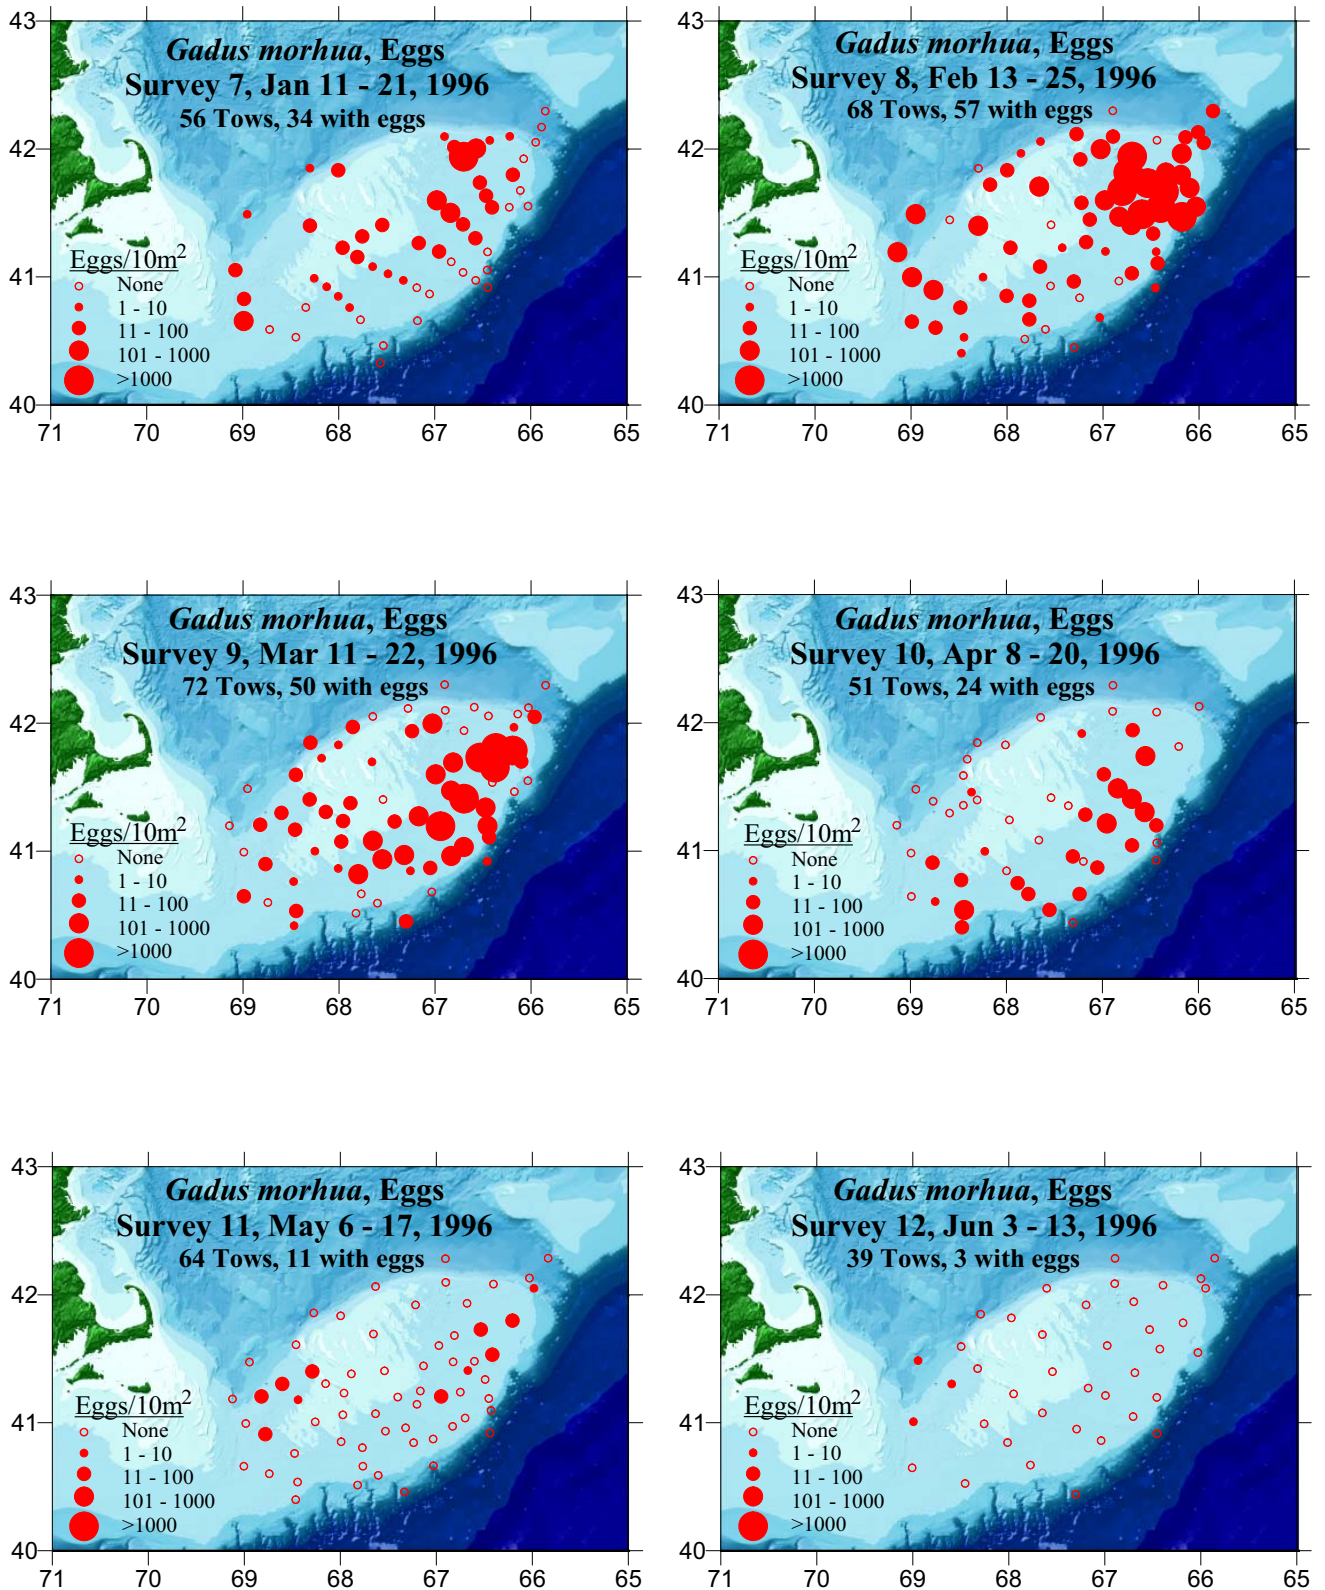 43
42
41
40
Gadus morhua, Eggs
Survey 7, Jan 11 - 21, 1996
56 Tows, 34 with eggs
Eggs/10m2
None
1 - 10
11 - 100
101 - 1000
>1000
71 70 69 68 67 66 65
43
42
41
40
Gadus morhua, Eggs
Survey 8, Feb 13 - 25, 1996
68 Tows, 57 with eggs
Eggs/10m2
None
1 - 10
11 - 100
101 - 1000
>1000
71 70 69 68 67 66 65
43
42
41
40
Gadus morhua, Eggs
Survey 9, Mar 11 - 22, 1996
72 Tows, 50 with eggs
Eggs/10m2
None
1 - 10
11 - 100
101 - 1000
>1000
71 70 69 68 67 66 65
43
42
41
40
Gadus morhua, Eggs
Survey 10, Apr 8 - 20, 1996
51 Tows, 24 with eggs
Eggs/10m2
None
1 - 10
11 - 100
101 - 1000
>1000
71 70 69 68 67 66 65
43
42
41
40
Gadus morhua, Eggs
Survey 11, May 6 - 17, 1996
64 Tows, 11 with eggs
Eggs/10m2
None
1 - 10
11 - 100
101 - 1000
>1000
71 70 69 68 67 66 65
43
42
41
40
Gadus morhua, Eggs
Survey 12, Jun 3 - 13, 1996
39 Tows, 3 with eggs
Eggs/10m2
None
1 - 10
11 - 100
101 - 1000
>1000
71 70 69 68 67 66 65